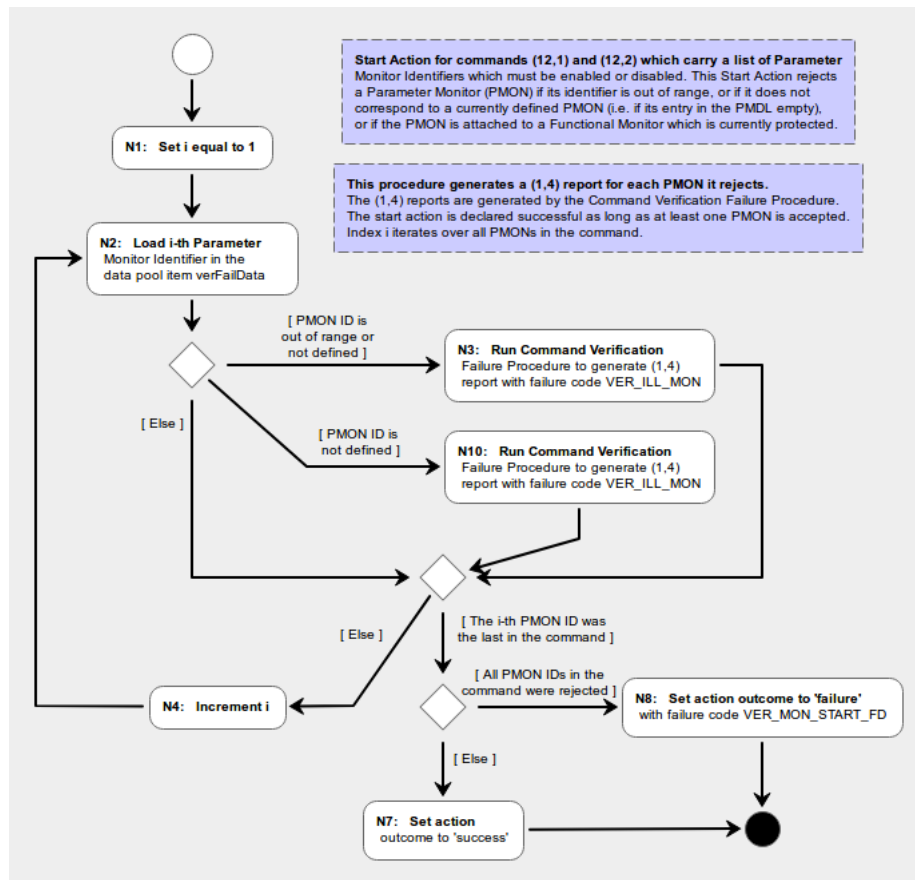 Start Action for commands (12,1) and (12,2) which carry a list of Parameter
Monitor Identifiers which must be enabled or disabled. This Start Action rejects
a Parameter Monitor (PMON) if its identifier is out of range, or if it does not
correspond to a currently defined PMON (i.e. if its entry in the PMDL empty),
or if the PMON is attached to a Functional Monitor which is currently protected.
N1: Set i equal to 1
This procedure generates a (1,4) report for each PMON it rejects.
The (1,4) reports are generated by the Command Verification Failure Procedure.
The start action is declared successful as long as at least one PMON is accepted.
Index i iterates over all PMONs in the command.
N2: Load i-th Parameter
Monitor Identifier in the
data pool item verFailData
[ PMON ID is
out of range or
not defined ]
N3: Run Command Verification
Failure Procedure to generate (1,4)
report with failure code VER_ILL_MON
[ Else ]
[ PMON ID is
not defined ]
N10: Run Command Verification
Failure Procedure to generate (1,4)
report with failure code VER_ILL_MON
[ The i-th PMON ID was
the last in the command ]
[ Else ]
[ All PMON IDs in the
command were rejected ]
N4: Increment i
N8: Set action outcome to 'failure'
with failure code VER_MON_START_FD
[ Else ]
N7: Set action
outcome to 'success'